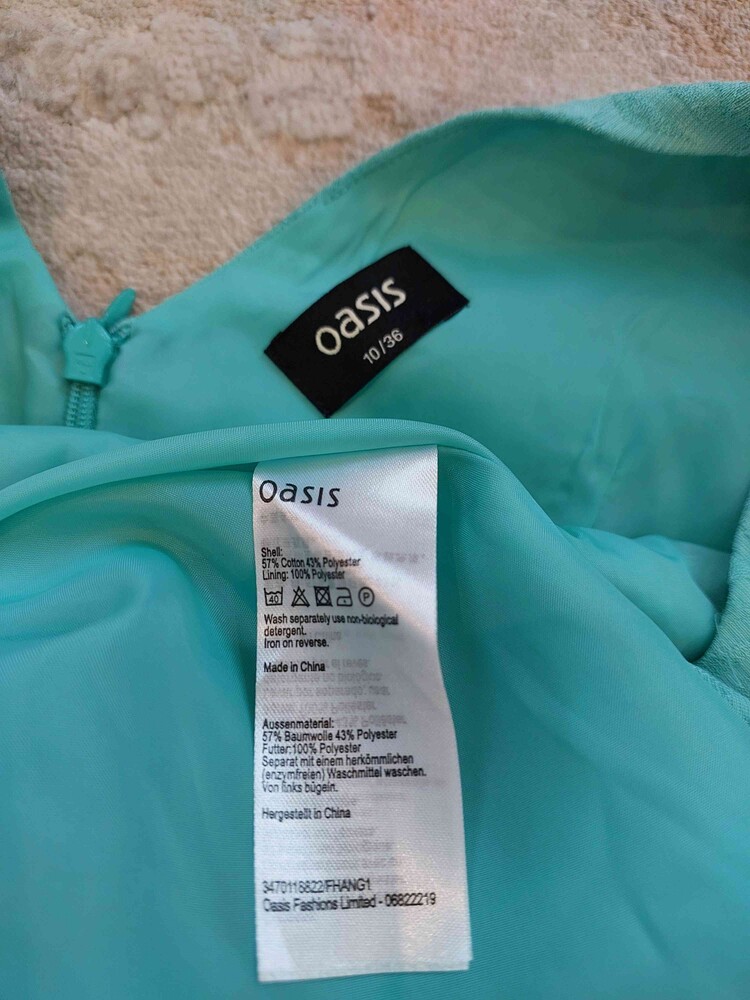 oasis
10/36
oasis
Shell:
57% Cotton 43% Polyester
Lining: 100% Polyester
40
P
Wash separately use non-biological
detergent.
Iron on reverse.
Made in China
Aussenmaterial:
57% Baumwolle 43% Polyester
Futter:100% Polyester
Separat mit einem herkömmlichen
(enzymfreien) Waschmittel waschen.
Von links bügeln.
Hergestellt in China
3470116822/FHANG1
Oasis Fashions Limited - 06822219